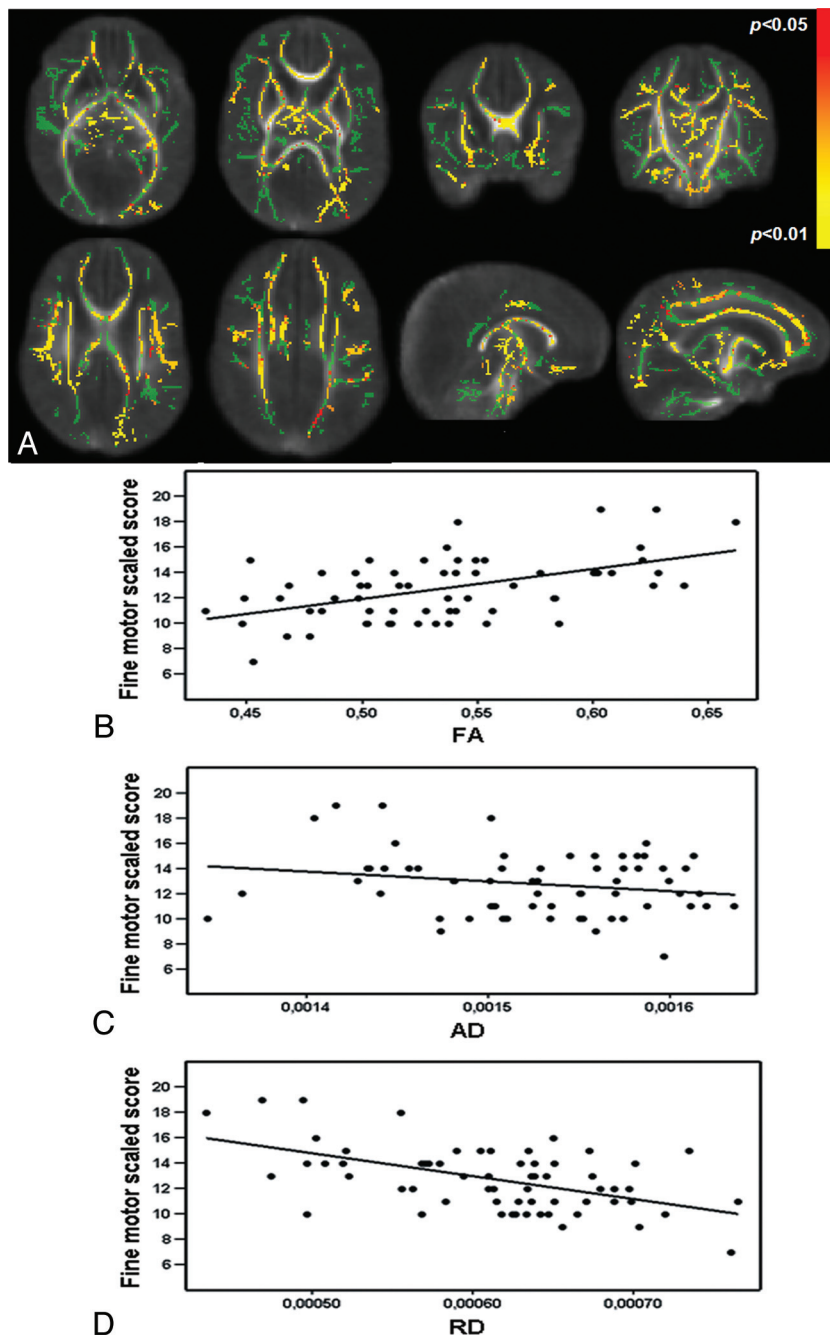 p<0.05
p<0.01
A
Fine motor scaled score
20
18
16
14
12
10
8
6
0,45 0,50 0,55 0,60 0,65
FA
B
Fine motor scaled score
20
18
16
14
12
10
8
6
0,0014 0,0015 0,0016
AD
C
Fine motor scaled score
20
18
16
14
12
10
8
6
0,00050 0,00060 0,00070
RD
D